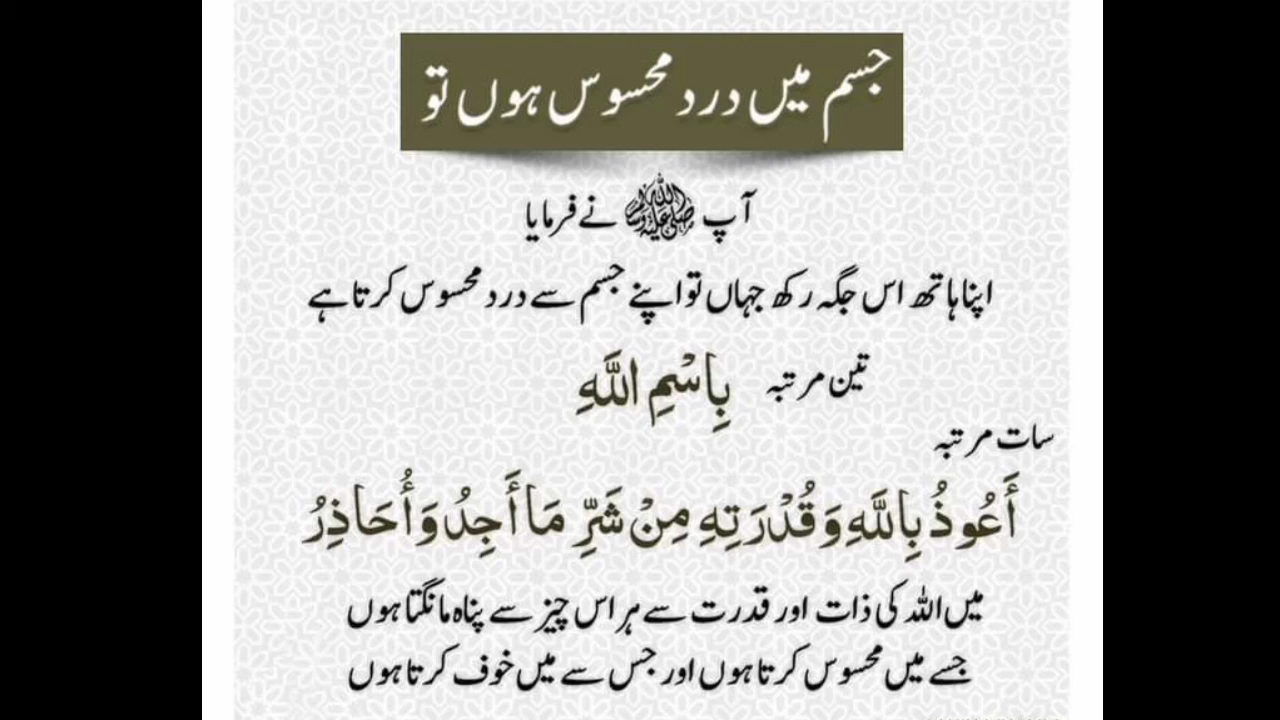 جسم میں درد محسوس ہوں تو
آپ ﷺ نے فرمایا
اپنا ہاتھ اس جگہ رکھ جہاں تو اپنے جسم سے درد محسوس کرتا ہے
تین مرتبہ بِاسْمِ اللَّهِ
سات مرتبہ
أَعُوذُ بِاللَّهِ وَقُدْرَتِهِ مِنْ شَرِّ مَا أَجِدُ وَأُحَاذِرُ
میں اللہ کی ذات اور قدرت سے ہر اس چیز سے پناہ مانگتا ہوں
جسے میں محسوس کرتا ہوں اور جس سے میں خوف کرتا ہوں